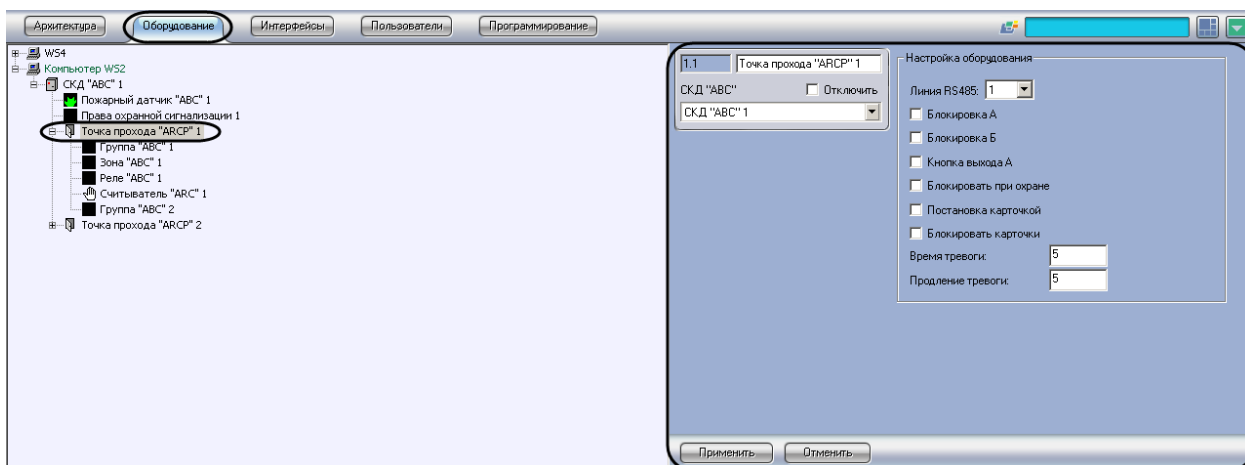 Архитектура Оборудование Интерфейсы Пользователи Программирование
WS4
Компьютер WS2
СКД "ABC" 1
Пожарный датчик "ABC" 1
Права охранной сигнализации 1
Точка прохода "ARCP" 1
Группа "ABC" 1
Зона "ABC" 1
Реле "ABC" 1
Считыватель "ARC" 1
Группа "ABC" 2
Точка прохода "ARCP" 2
1.1 Точка прохода "ARCP" 1
СКД "ABC" Отключить
СКД "ABC" 1
Настройка оборудования
Линия RS485: 1
Блокировка А
Блокировка Б
Кнопка выхода А
Блокировать при охране
Постановка карточкой
Блокировать карточки
Время тревоги: 5
Продление тревоги: 5
Применить Отменить